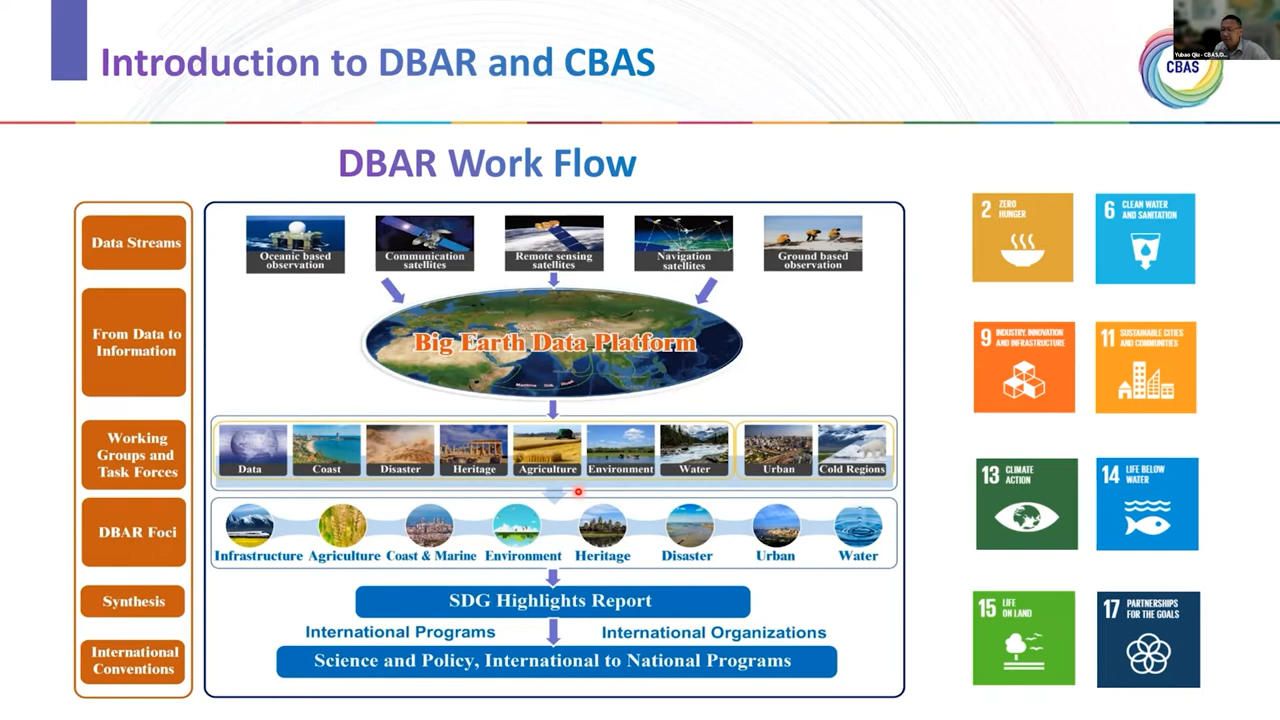 Introduction to DBAR and CBAS
CBAS
Yubao Qiu - CBAS/D...
DBAR Work Flow
Data Streams
From Data to
Information
Working
Groups and
Task Forces
DBAR Foci
Synthesis
International
Conventions
Oceanic based
observation
Communication
satellites
Remote sensing
satellites
Navigation
satellites
Ground based
observation
Big Earth Data Platform
Data
Coast
Disaster
Heritage
Agriculture
Environment
Water
Urban
Cold Regions
Infrastructure
Agriculture
Coast & Marine
Environment
Heritage
Disaster
Urban
Water
SDG Highlights Report
International Programs
International Organizations
Science and Policy, International to National Programs
2 ZERO
HUNGER
6 CLEAN WATER
AND SANITATION
9 INDUSTRY, INNOVATION
AND INFRASTRUCTURE
11 SUSTAINABLE CITIES
AND COMMUNITIES
13 CLIMATE
ACTION
14 LIFE BELOW
WATER
15 LIFE
ON LAND
17 PARTNERSHIPS
FOR THE GOALS